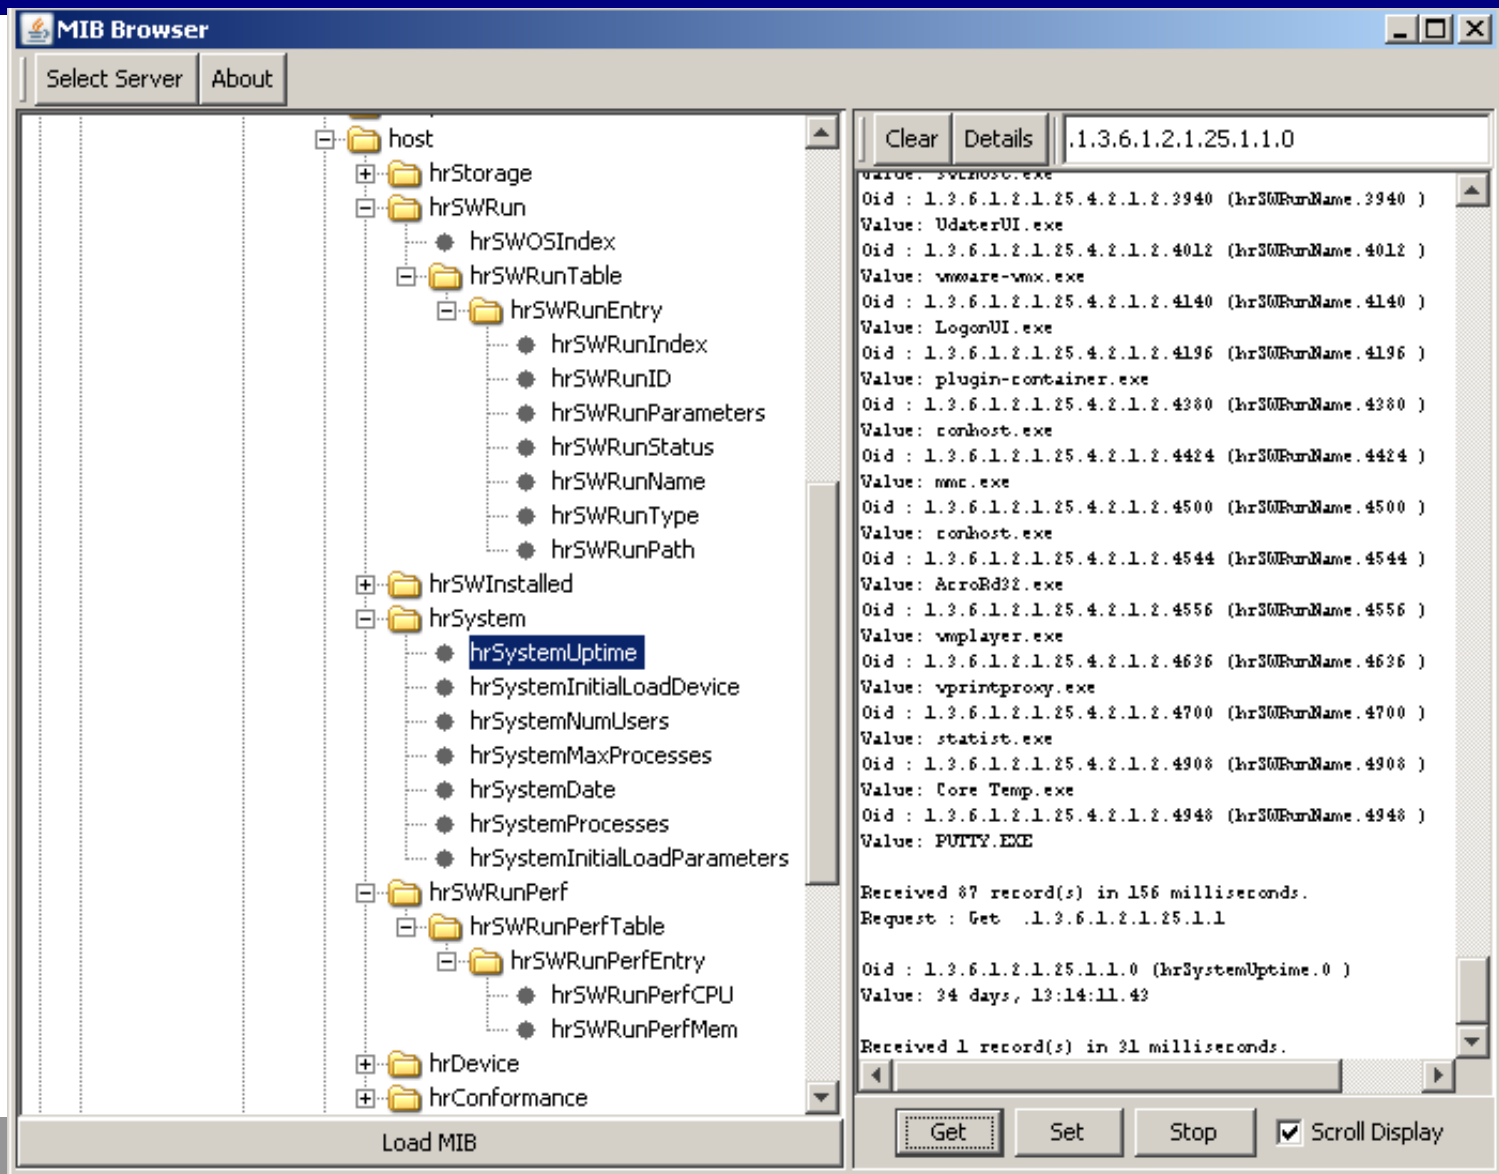 MIB Browser
Select Server
About
host
hrStorage
hrSWRun
hrSWOSIndex
hrSWRunTable
hrSWRunEntry
hrSWRunIndex
hrSWRunID
hrSWRunParameters
hrSWRunStatus
hrSWRunName
hrSWRunType
hrSWRunPath
hrSWInstalled
hrSystem
hrSystemUptime
hrSystemInitialLoadDevice
hrSystemNumUsers
hrSystemMaxProcesses
hrSystemDate
hrSystemProcesses
hrSystemInitialLoadParameters
hrSWRunPerf
hrSWRunPerfTable
hrSWRunPerfEntry
hrSWRunPerfCPU
hrSWRunPerfMem
hrDevice
hrConformance
Load MIB
Clear
Details
.1.3.6.1.2.1.25.1.1.0
Value: svchost.exe
Oid : 1.3.6.1.2.1.25.4.2.1.2.3940 (hrSWRunName.3940 )
Value: UdaterUI.exe
Oid : 1.3.6.1.2.1.25.4.2.1.2.4012 (hrSWRunName.4012 )
Value: vmware-vmx.exe
Oid : 1.3.6.1.2.1.25.4.2.1.2.4140 (hrSWRunName.4140 )
Value: LogonUI.exe
Oid : 1.3.6.1.2.1.25.4.2.1.2.4196 (hrSWRunName.4196 )
Value: plugin-container.exe
Oid : 1.3.6.1.2.1.25.4.2.1.2.4380 (hrSWRunName.4380 )
Value: conhost.exe
Oid : 1.3.6.1.2.1.25.4.2.1.2.4424 (hrSWRunName.4424 )
Value: mmc.exe
Oid : 1.3.6.1.2.1.25.4.2.1.2.4500 (hrSWRunName.4500 )
Value: conhost.exe
Oid : 1.3.6.1.2.1.25.4.2.1.2.4544 (hrSWRunName.4544 )
Value: AcroRd32.exe
Oid : 1.3.6.1.2.1.25.4.2.1.2.4556 (hrSWRunName.4556 )
Value: vmplayer.exe
Oid : 1.3.6.1.2.1.25.4.2.1.2.4636 (hrSWRunName.4636 )
Value: vprintproxy.exe
Oid : 1.3.6.1.2.1.25.4.2.1.2.4700 (hrSWRunName.4700 )
Value: statist.exe
Oid : 1.3.6.1.2.1.25.4.2.1.2.4908 (hrSWRunName.4908 )
Value: Core Temp.exe
Oid : 1.3.6.1.2.1.25.4.2.1.2.4948 (hrSWRunName.4948 )
Value: PUTTY.EXE
Received 87 record(s) in 156 milliseconds.
Request : Get .1.3.6.1.2.1.25.1.1
Oid : 1.3.6.1.2.1.25.1.1.0 (hrSystemUptime.0 )
Value: 34 days, 13:14:11.43
Received 1 record(s) in 31 milliseconds.
Get
Set
Stop
Scroll Display